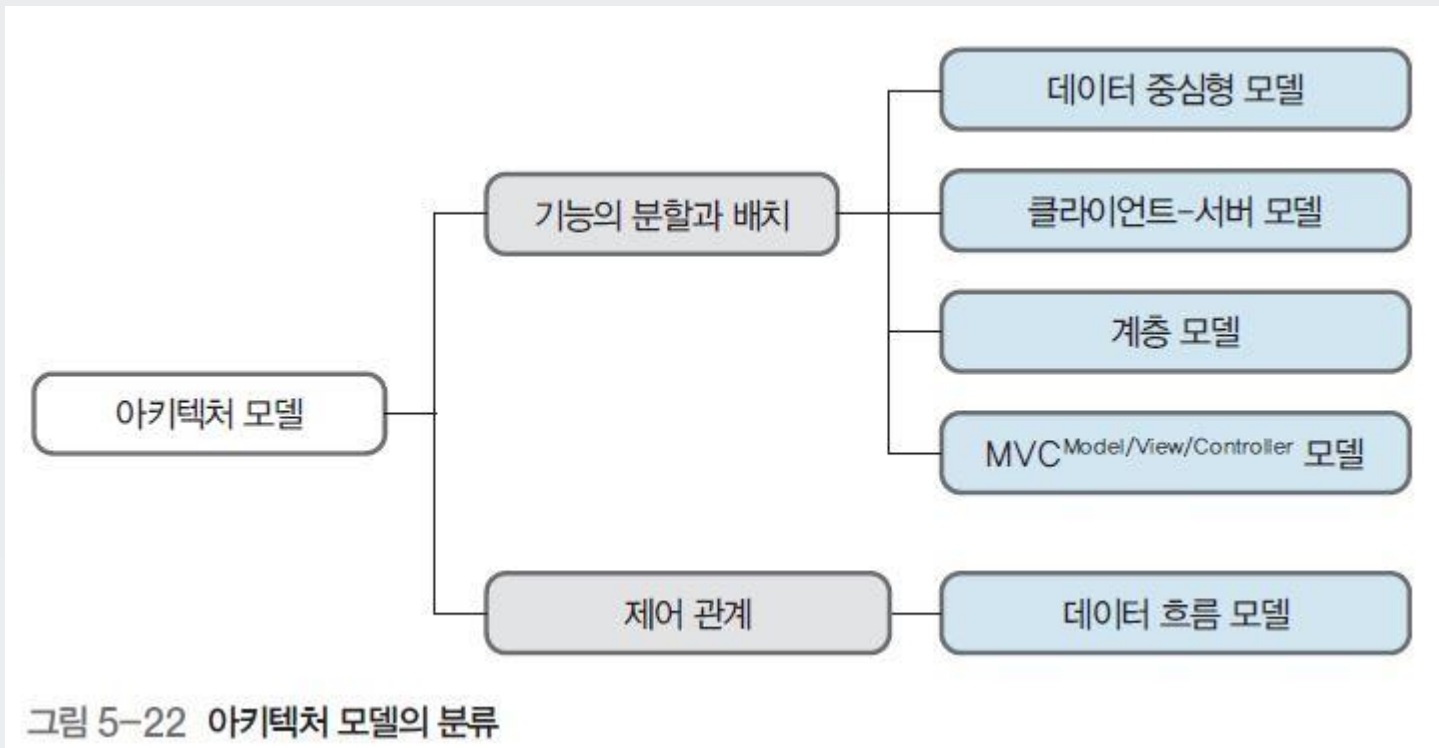 데이터 중심형 모델
기능의 분할과 배치
클라이언트-서버 모델
계층 모델
아키텍처 모델
MVC Model/View/Controller 모델
제어 관계
데이터 흐름 모델
그림 5-22 아키텍처 모델의 분류